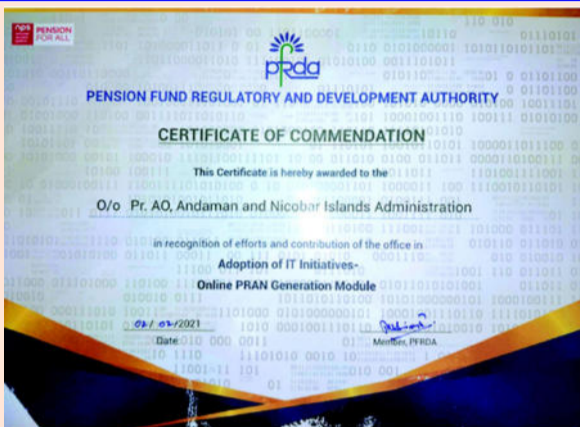 nps
PENSION
FOR ALL
pfrda
PENSION FUND REGULATORY AND DEVELOPMENT AUTHORITY
CERTIFICATE OF COMMENDATION
This Certificate is hereby awarded to the
O/o Pr. AO, Andaman and Nicobar Islands Administration
in recognition of efforts and contribution of the office in
Adoption of IT Initiatives-
Online PRAN Generation Module
02/02/2021
Date
Member, PFRDA